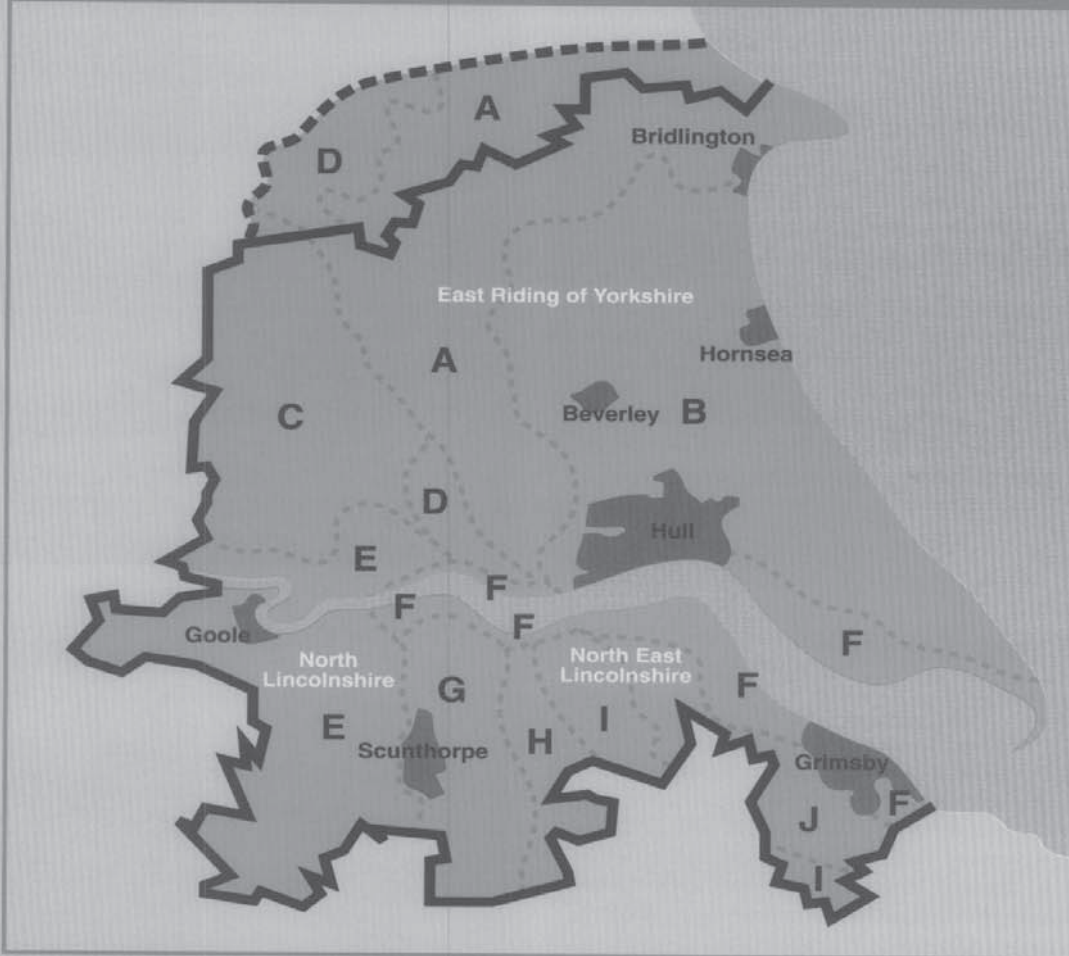 A
Bridlington
D
East Riding of Yorkshire
Hornsea
A
C
Beverley B
D
Hull
E
F
F
F
Goole
North
Lincolnshire
North East
Lincolnshire
F
F
G
E
Scunthorpe
H
I
Grimsby
F
J
I